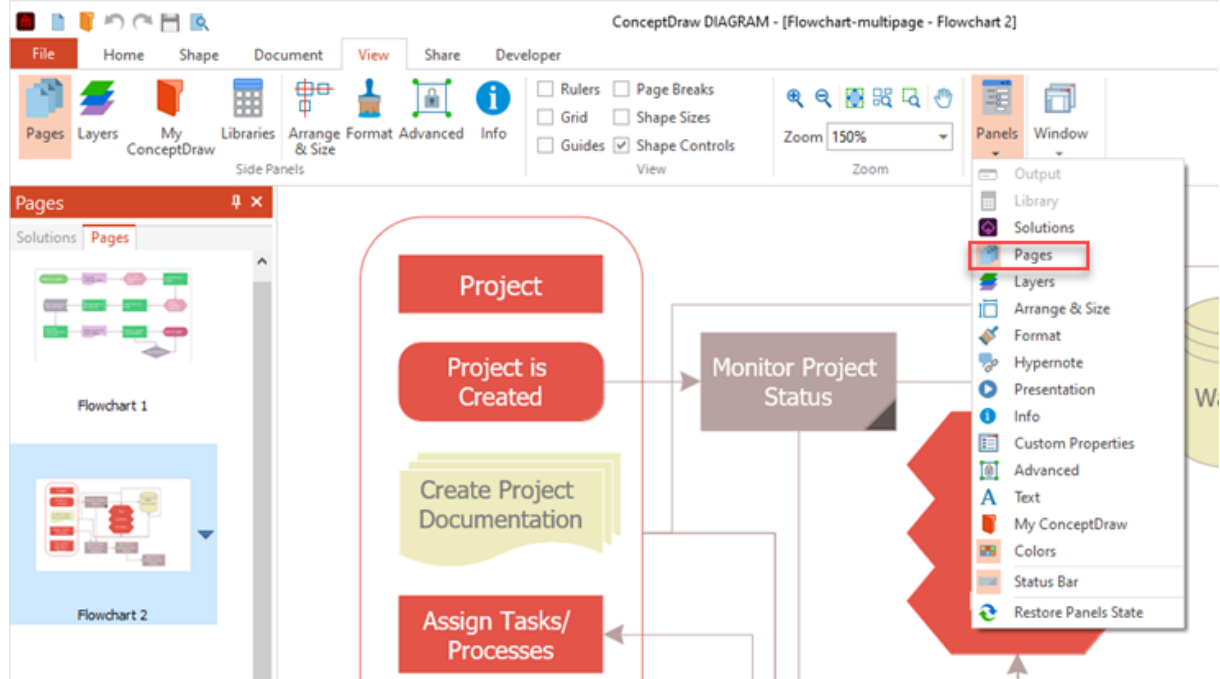 ConceptDraw DIAGRAM - [Flowchart-multipage - Flowchart 2]
File Home Shape Document View Share Developer
Pages Layers My ConceptDraw Libraries Arrange & Size Format Advanced Info
Side Panels
Rulers Page Breaks
Grid Shape Sizes
Guides Shape Controls
View
Zoom 150%
Zoom
Panels Window
Pages
Solutions Pages
Flowchart 1
Flowchart 2
Project
Project is
Created
Create Project
Documentation
Assign Tasks/
Processes
Monitor Project
Status
Wa
Output
Library
Solutions
Pages
Layers
Arrange & Size
Format
Hypernote
Presentation
Info
Custom Properties
Advanced
Text
My ConceptDraw
Colors
Status Bar
Restore Panels State